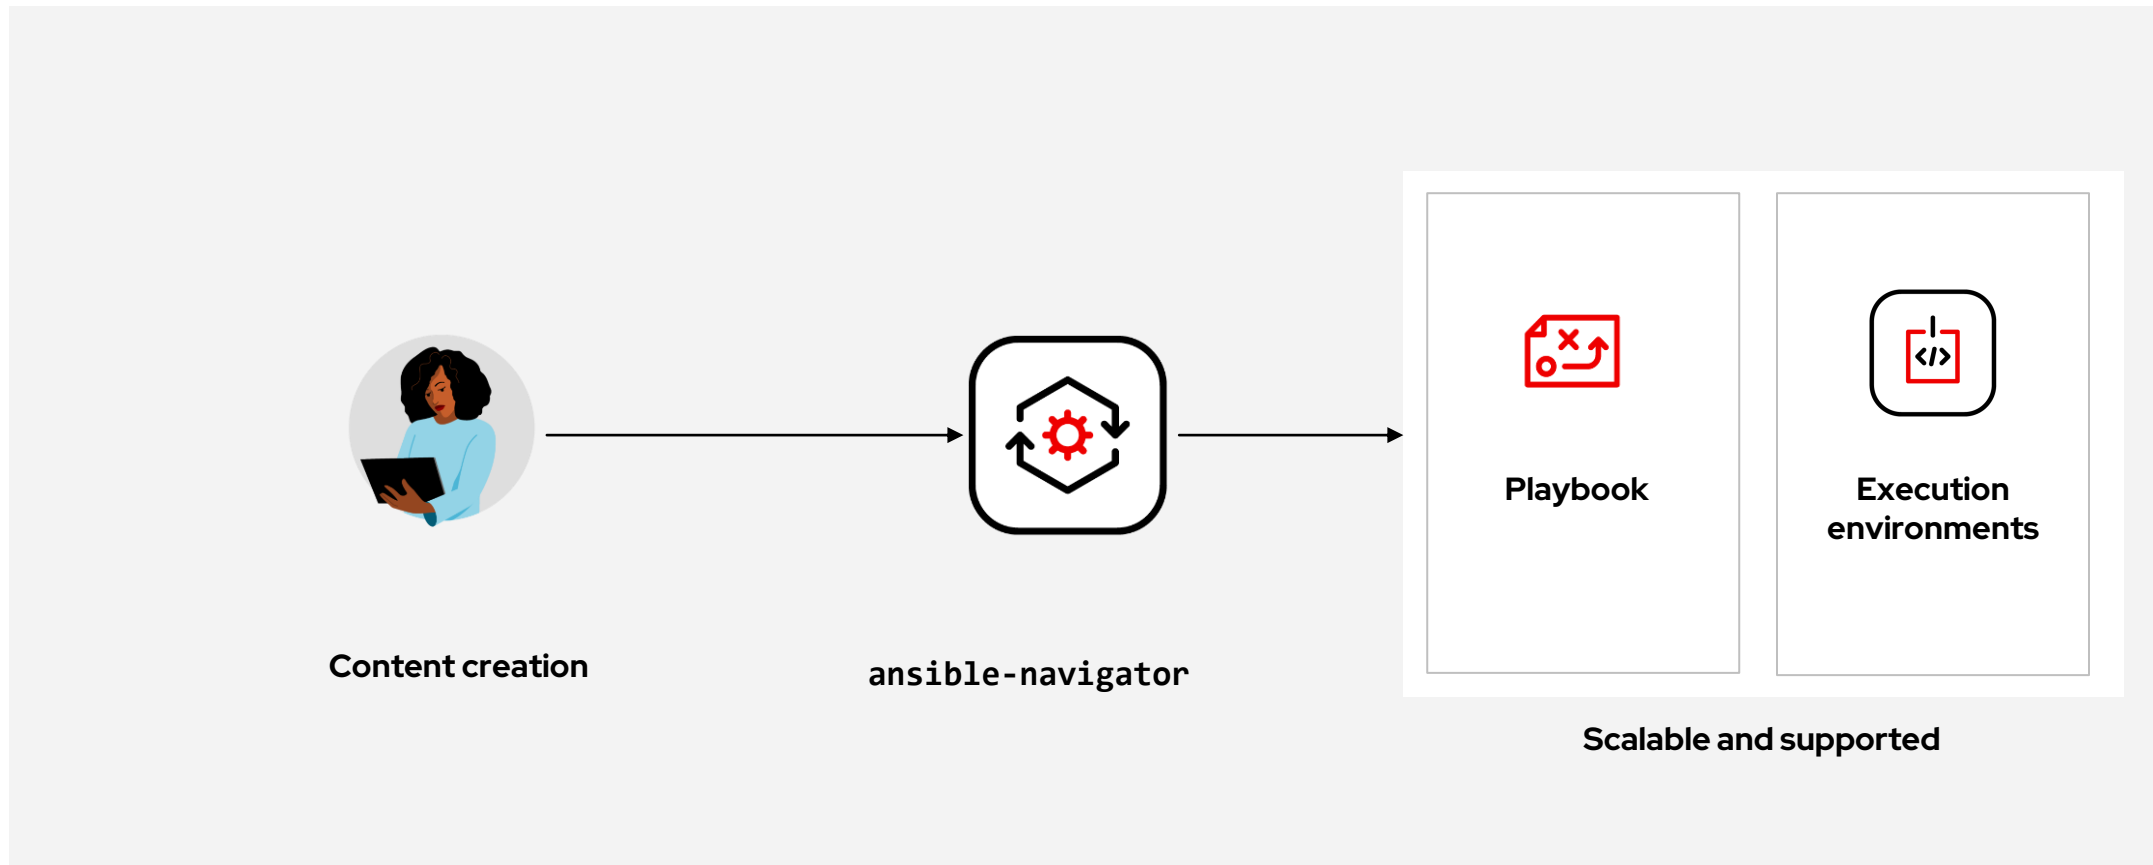 Content creation
ansible-navigator
Playbook
Execution
environments
Scalable and supported